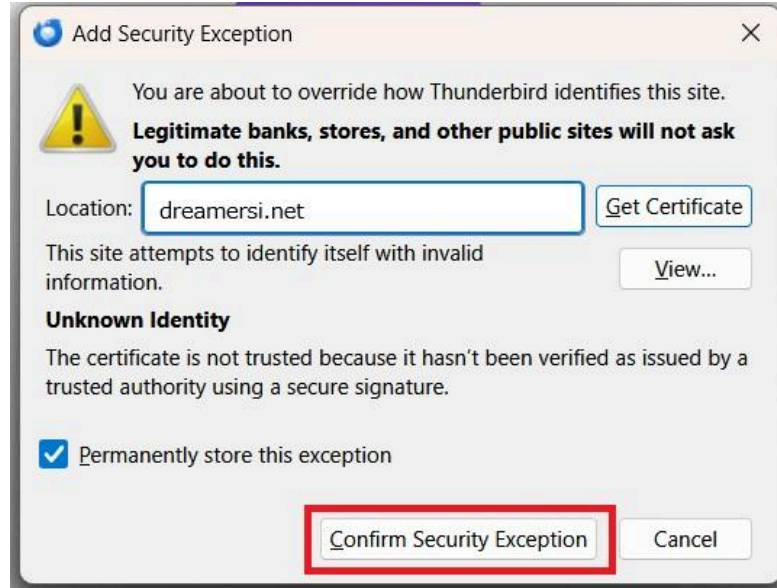 Add Security Exception
You are about to override how Thunderbird identifies this site.
Legitimate banks, stores, and other public sites will not ask
you to do this.
Location: dreamersi.net Get Certificate
This site attempts to identify itself with invalid
information.
View...
Unknown Identity
The certificate is not trusted because it hasn't been verified as issued by a
trusted authority using a secure signature.
Permanently store this exception
Confirm Security Exception Cancel